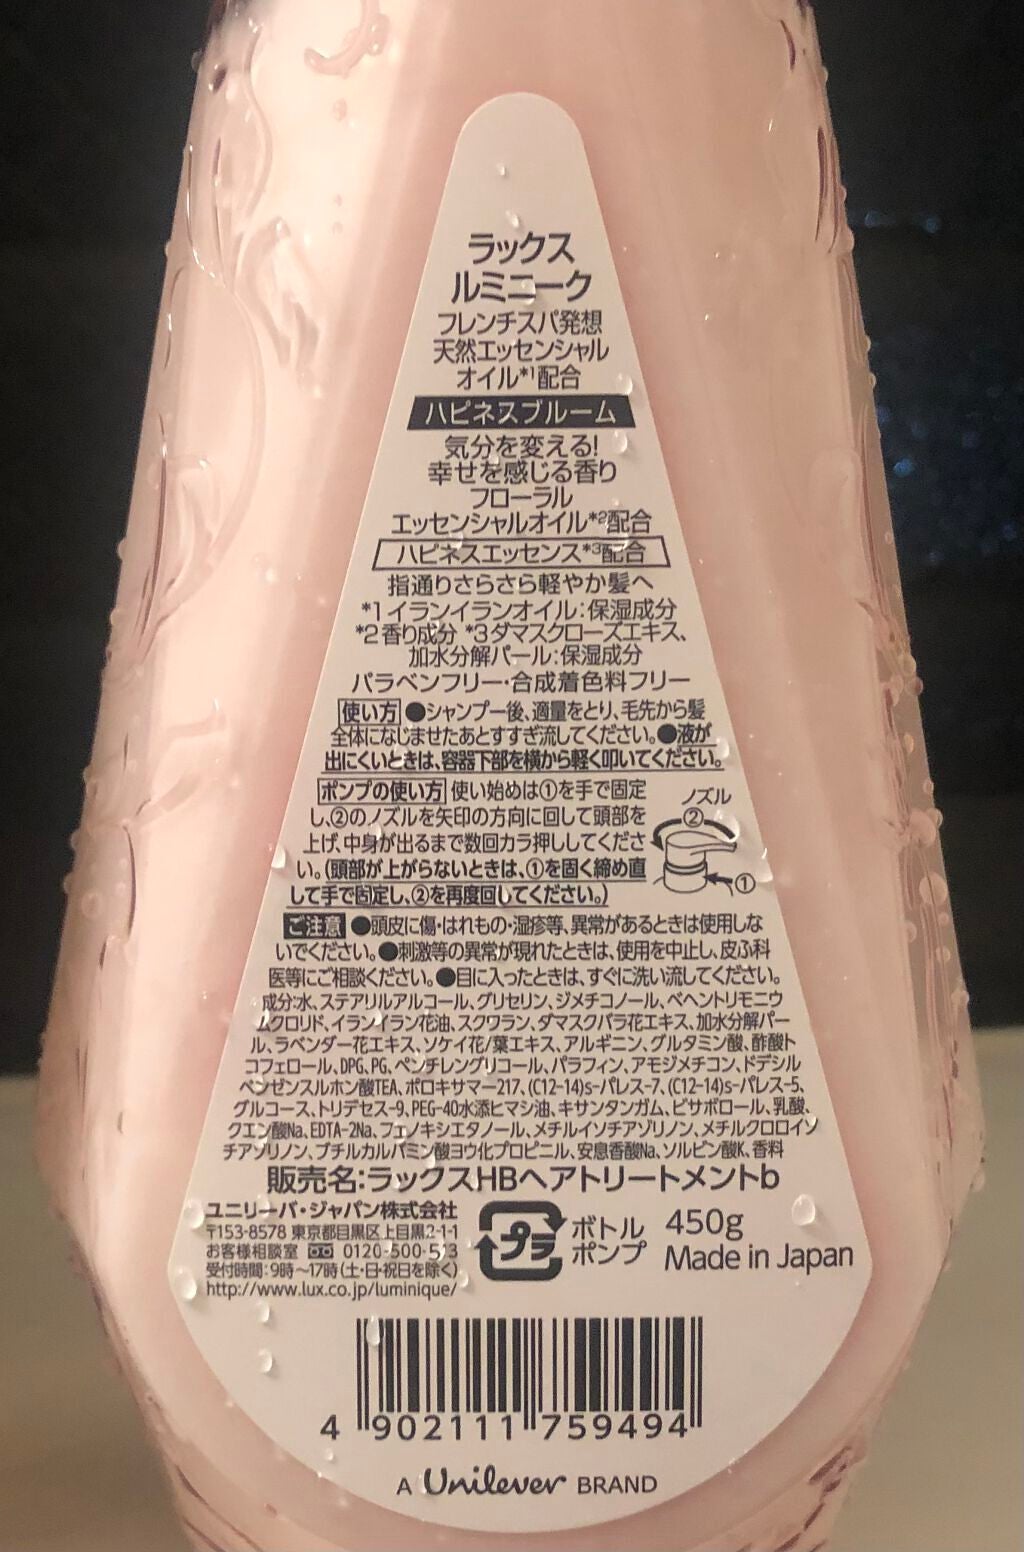 ラックス
ルミニーク
フレンチスパ発想
天然エッセンシャル
オイル*1配合
ハピネスブルーム
気分を変える!
幸せを感じる香り
フローラル
エッセンシャルオイル*2配合
ハピネスエッセンス*3配合
指通りさらさら軽やか髪へ
*1 イランイランオイル:保湿成分
*2 香り成分 *3 ダマスクローズエキス、
加水分解パール:保湿成分
パラベンフリー・合成着色料フリー
使い方 ●シャンプー後、適量をとり、毛先から髪
全体になじませたあとすすぎ流してください。●液が
出にくいときは、容器下部を横から軽く叩いてください。
ポンプの使い方 使い始めは①を手で固定
し、②のノズルを矢印の方向に回して頭部を
上げ、中身が出るまで数回カラ押ししてくださ
い。(頭部が上がらないときは、①を固く締め直
して手で固定し、②を再度回してください。)
ノズル
②
①
ご注意 ●頭皮に傷・はれもの・湿疹等、異常があるときは使用しな
いでください。●刺激等の異常が現れたときは、使用を中止し、皮ふ科
医等にご相談ください。●目に入ったときは、すぐに洗い流してください。
成分:水、ステアリルアルコール、グリセリン、ジメチコノール、ベヘントリモニウ
ムクロリド、イランイラン花油、スクワラン、ダマスクバラ花エキス、加水分解パー
ル、ラベンダー花エキス、ソケイ花/葉エキス、アルギニン、グルタミン酸、酢酸ト
コフェロール、DPG、PG、ペンチレングリコール、パラフィン、アモジメチコン、ドデシル
ベンゼンスルホン酸TEA、ポロキサマー217、(C12-14)s-パレス-7、(C12-14)s-パレス-5、
グルコース、トリデセス-9、PEG-40水添ヒマシ油、キサンタンガム、ビサボロール、乳酸、
クエン酸Na、EDTA-2Na、フェノキシエタノール、メチルイソチアゾリノン、メチルクロロイソ
チアゾリノン、ブチルカルバミン酸ヨウ化プロピニル、安息香酸Na、ソルビン酸K、香料
販売名:ラックスHBヘアトリートメントb
ユニリーバ・ジャパン株式会社
〒153-8578 東京都目黒区上目黒2-1-1
お客様相談室 0120-500-513
受付時間:9時~17時(土・日・祝日を除く)
http://www.lux.co.jp/luminique/
プラ
ボトル
ポンプ
450g
Made in Japan
4 902111 759494
A Unilever BRAND